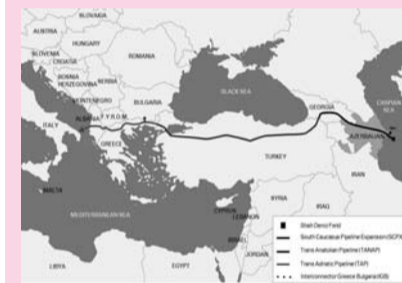 SLOVAKIA
AUSTRIA
HUNGARY
SLOVENIA
CROATIA
ROMANIA
BOSNIA
HERZEGOVINA
SERBIA
MONTENEGRO
BULGARIA
BLACK SEA
GEORGIA
CASPIAN
SEA
ITALY
ALBANIA
F.Y.R.O.M.
AZERBAIJAN
GREECE
TURKEY
IRAN
MALTA
CYPRUS
SYRIA
LEBANON
IRAQ
MEDITERRANEAN SEA
ISRAEL
JORDAN
LIBYA
EGYPT
Shah Deniz Field
South Caucasus Pipeline Expansion (SCPX)
Trans Anatolian Pipeline (TANAP)
Trans Adriatic Pipeline (TAP)
Interconnector Greece Bulgaria (IGB)